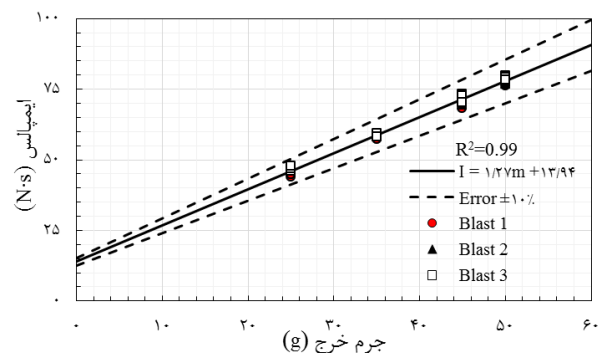 ۱۰۰
۷۵
۵۰
۲۵
۰
ایمپالس (N·s)
R²=0.99
I = ۱/۲۷m +۱۳/۹۴
Error ±۱۰٪
Blast 1
Blast 2
Blast 3
۰ ۱۰ ۲۰ ۳۰ ۴۰ ۵۰ ۶۰
جرم خرج (g)